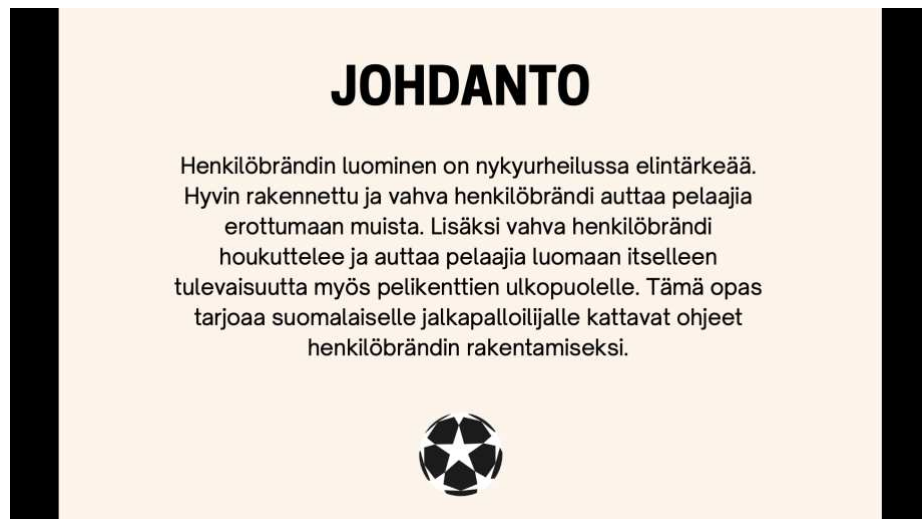 JOHDANTO
Henkilöbrändin luominen on nykyurheilussa elintärkeää.
Hyvin rakennettu ja vahva henkilöbrändi auttaa pelaajia
erottumaan muista. Lisäksi vahva henkilöbrändi
houkuttelee ja auttaa pelaajia luomaan itselleen
tulevaisuutta myös pelikenttien ulkopuolelle. Tämä opas
tarjoaa suomalaiselle jalkapalloilijalle kattavat ohjeet
henkilöbrändin rakentamiseksi.